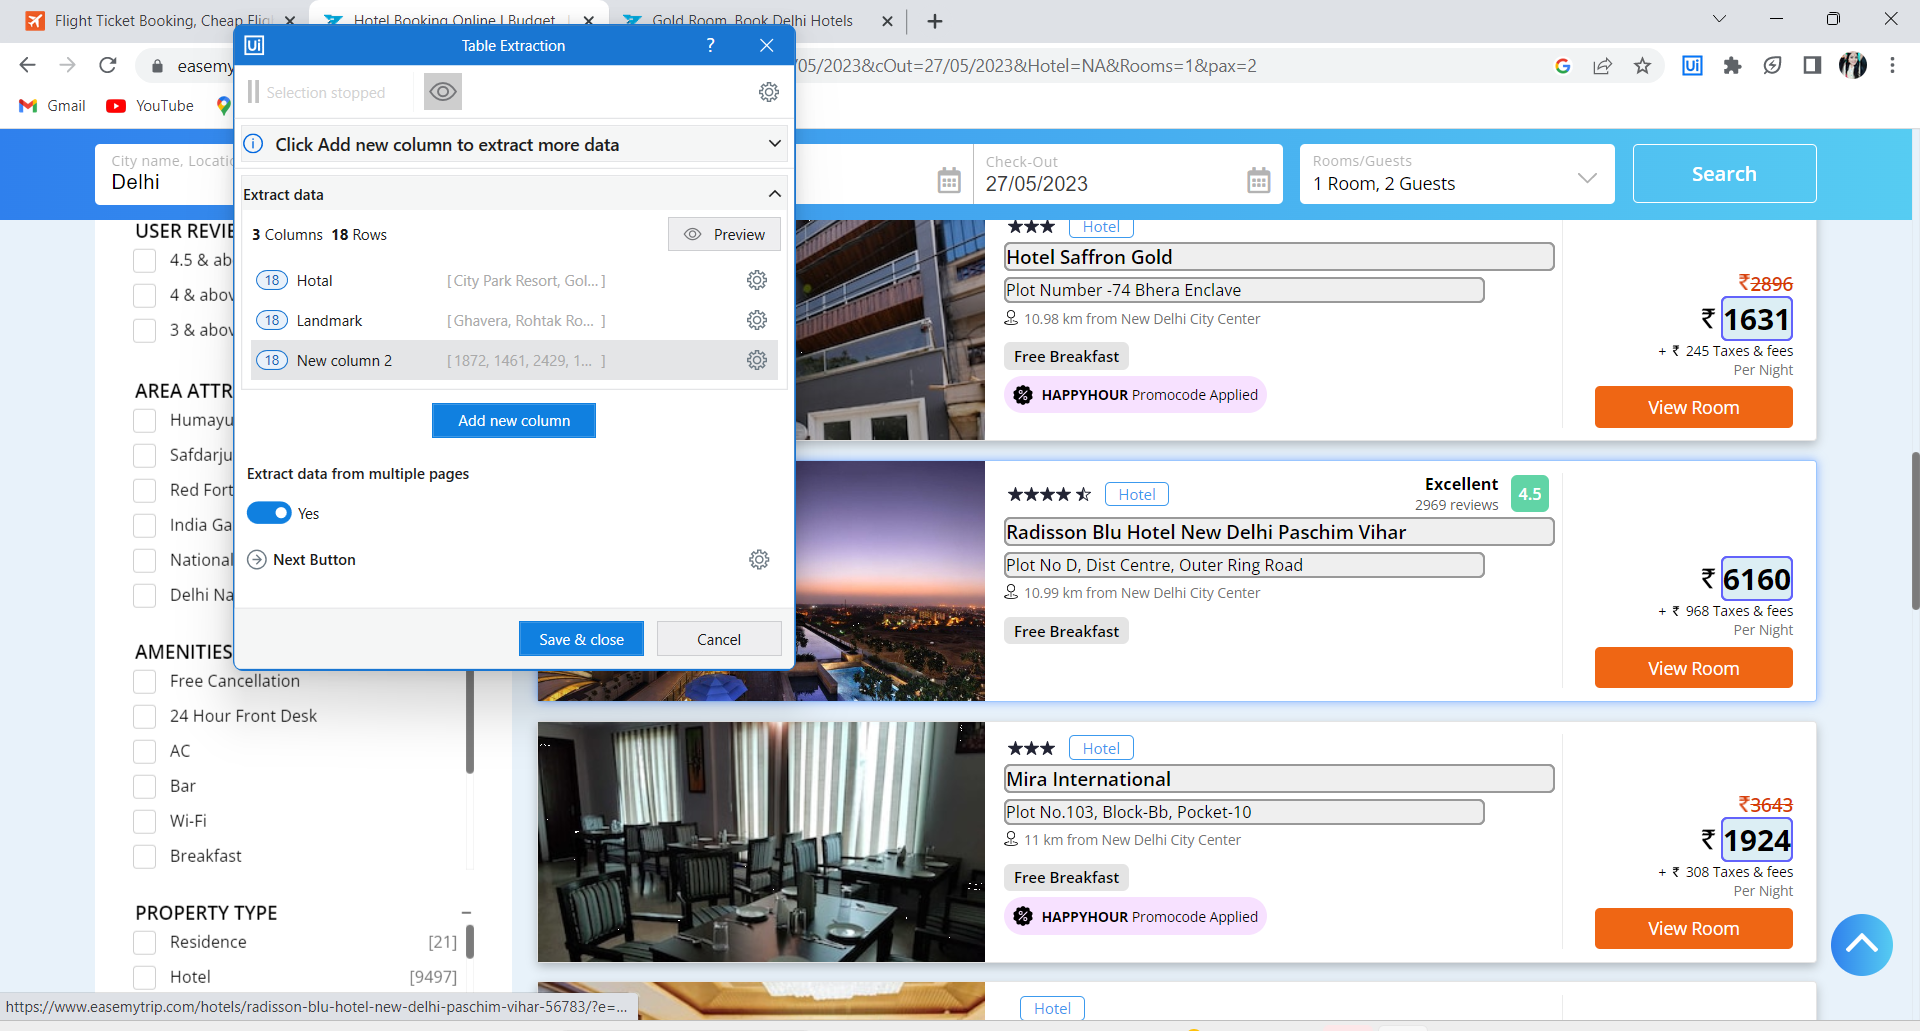 Flight Ticket Booking, Cheap Flig
Hotel Booking Online | Budget
Gold Room, Book Delhi Hotels
easemy
/05/2023&cOut=27/05/2023&Hotel=NA&Rooms=1&pax=2
Gmail
YouTube
Ui
Table Extraction
?
Selection stopped
Click Add new column to extract more data
Extract data
3 Columns 18 Rows
Preview
18 Hotal [ City Park Resort, Gol... ]
18 Landmark [ Ghavera, Rohtak Ro... ]
18 New column 2 [ 1872, 1461, 2429, 1... ]
Add new column
Extract data from multiple pages
Yes
Next Button
Save & close
Cancel
City name, Locatio
Delhi
Check-Out
27/05/2023
Rooms/Guests
1 Room, 2 Guests
Search
USER REVIE
4.5 & ab
4 & abov
3 & abov
AREA ATTR
Humayu
Safdarju
Red Fort
India Ga
National
Delhi Na
AMENITIES
Free Cancellation
24 Hour Front Desk
AC
Bar
Wi-Fi
Breakfast
PROPERTY TYPE
Residence [21]
Hotel [9497]
Hotel
Hotel Saffron Gold
Plot Number -74 Bhera Enclave
10.98 km from New Delhi City Center
Free Breakfast
HAPPYHOUR Promocode Applied
₹2896
₹ 1631
+ ₹ 245 Taxes & fees
Per Night
View Room
Hotel
Excellent
2969 reviews
4.5
Radisson Blu Hotel New Delhi Paschim Vihar
Plot No D, Dist Centre, Outer Ring Road
10.99 km from New Delhi City Center
Free Breakfast
₹ 6160
+ ₹ 968 Taxes & fees
Per Night
View Room
Hotel
Mira International
Plot No.103, Block-Bb, Pocket-10
11 km from New Delhi City Center
Free Breakfast
HAPPYHOUR Promocode Applied
₹3643
₹ 1924
+ ₹ 308 Taxes & fees
Per Night
View Room
Hotel
https://www.easemytrip.com/hotels/radisson-blu-hotel-new-delhi-paschim-vihar-56783/?e=...